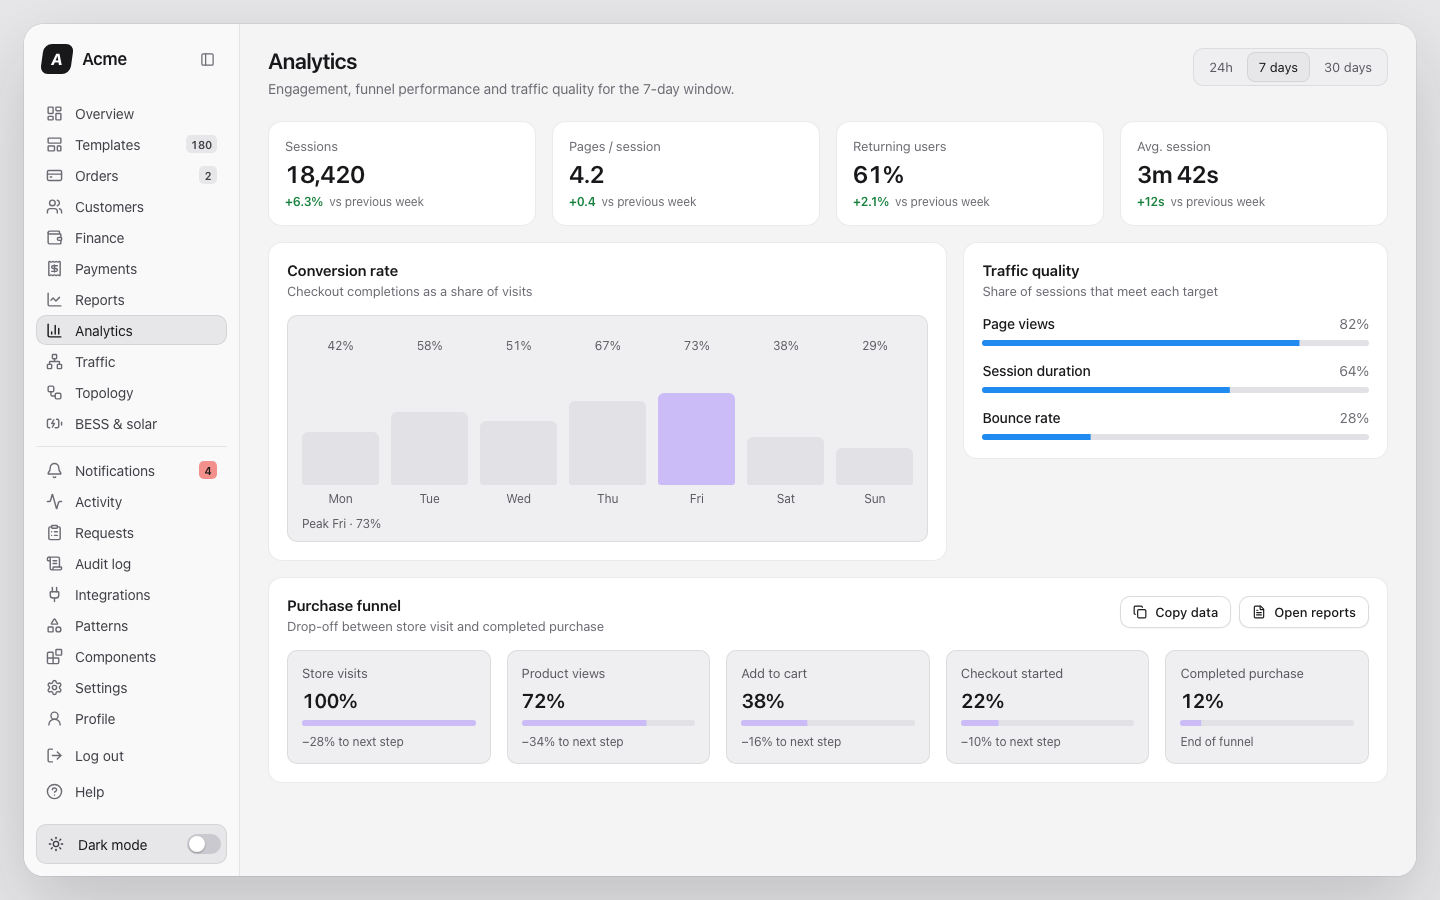 A Acme
Overview
Templates 180
Orders 2
Customers
Finance
Payments
Reports
Analytics
Traffic
Topology
BESS & solar
Notifications 4
Activity
Requests
Audit log
Integrations
Patterns
Components
Settings
Profile
Log out
Help
Dark mode
Analytics
Engagement, funnel performance and traffic quality for the 7-day window.
24h 7 days 30 days
Sessions
18,420
+6.3% vs previous week
Pages / session
4.2
+0.4 vs previous week
Returning users
61%
+2.1% vs previous week
Avg. session
3m 42s
+12s vs previous week
Conversion rate
Checkout completions as a share of visits
42% 58% 51% 67% 73% 38% 29%
Mon Tue Wed Thu Fri Sat Sun
Peak Fri · 73%
Traffic quality
Share of sessions that meet each target
Page views 82%
Session duration 64%
Bounce rate 28%
Purchase funnel
Drop-off between store visit and completed purchase
Copy data Open reports
Store visits
100%
−28% to next step
Product views
72%
−34% to next step
Add to cart
38%
−16% to next step
Checkout started
22%
−10% to next step
Completed purchase
12%
End of funnel